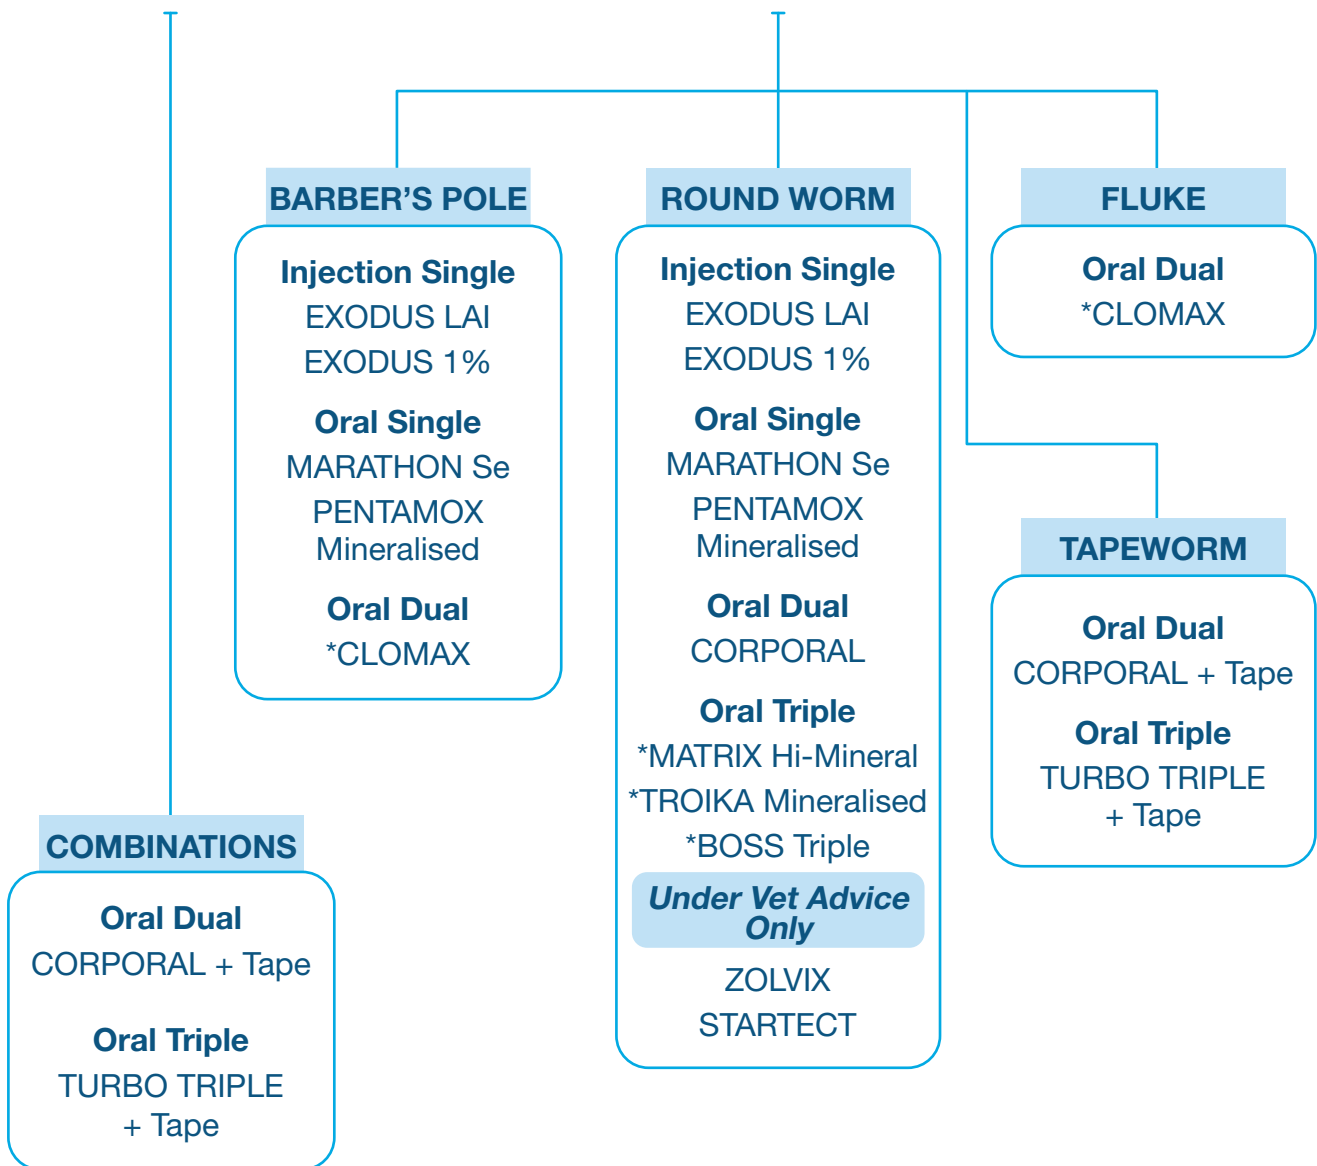 BARBER'S POLE
Injection Single
EXODUS LAI
EXODUS 1%
Oral Single
MARATHON Se
PENTAMOX
Mineralised
Oral Dual
*CLOMAX
ROUND WORM
Injection Single
EXODUS LAI
EXODUS 1%
Oral Single
MARATHON Se
PENTAMOX
Mineralised
Oral Dual
CORPORAL
Oral Triple
*MATRIX Hi-Mineral
*TROIKA Mineralised
*BOSS Triple
Under Vet Advice
Only
ZOLVIX
STARTECT
FLUKE
Oral Dual
*CLOMAX
TAPEWORM
Oral Dual
CORPORAL + Tape
Oral Triple
TURBO TRIPLE
+ Tape
COMBINATIONS
Oral Dual
CORPORAL + Tape
Oral Triple
TURBO TRIPLE
+ Tape